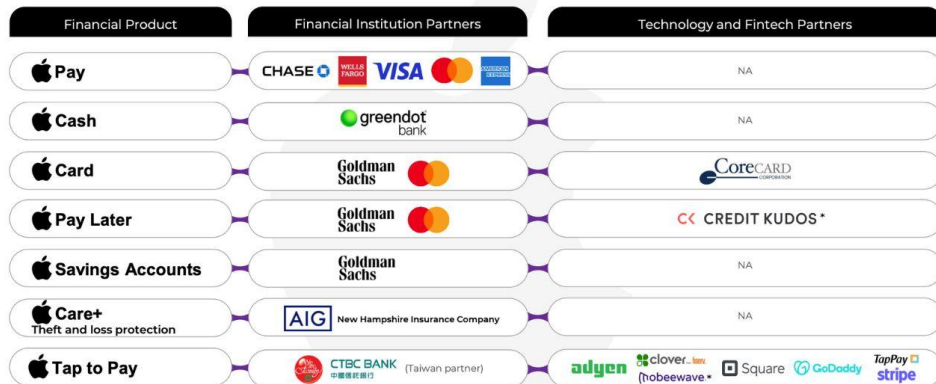 Financial Product
Financial Institution Partners
Technology and Fintech Partners
Pay
CHASE WELLS FARGO VISA AMERICAN EXPRESS
NA
Cash
greendot bank
NA
Card
Goldman Sachs
CORECARD CORPORATION
Pay Later
Goldman Sachs
CK CREDIT KUDOS*
Savings Accounts
Goldman Sachs
NA
Care+
Theft and loss protection
AIG New Hampshire Insurance Company
NA
Tap to Pay
CTBC BANK
中國信託銀行
(Taiwan partner)
adyen
clover
mobeewave *
Square
GoDaddy
TapPay
stripe